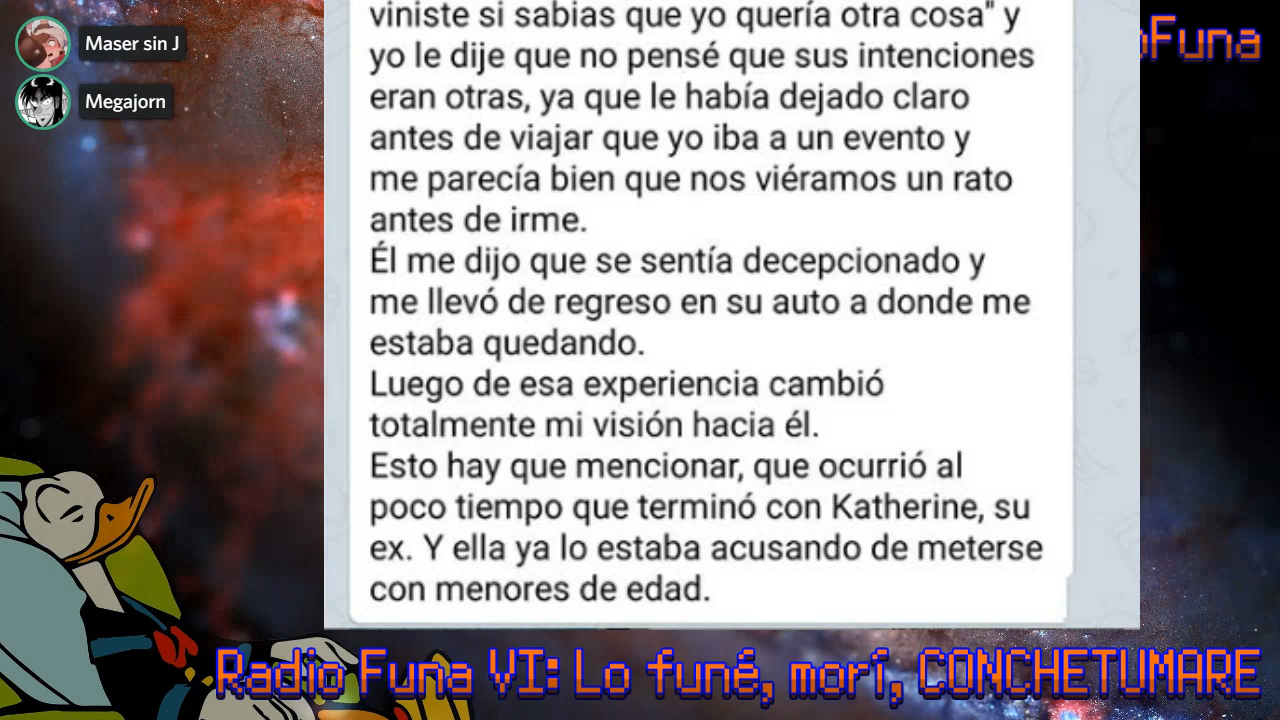 Maser sin J
Megajorn
viniste si sabias que yo quería otra cosa" y
yo le dije que no pensé que sus intenciones
eran otras, ya que le había dejado claro
antes de viajar que yo iba a un evento y
me parecía bien que nos viéramos un rato
antes de irme.
Él me dijo que se sentía decepcionado y
me llevó de regreso en su auto a donde me
estaba quedando.
Luego de esa experiencia cambió
totalmente mi visión hacia él.
Esto hay que mencionar, que ocurrió al
poco tiempo que terminó con Katherine, su
ex. Y ella ya lo estaba acusando de meterse
con menores de edad.
oFuna
Radio Funa VI: Lo funé, morí, CONCHETUMARE